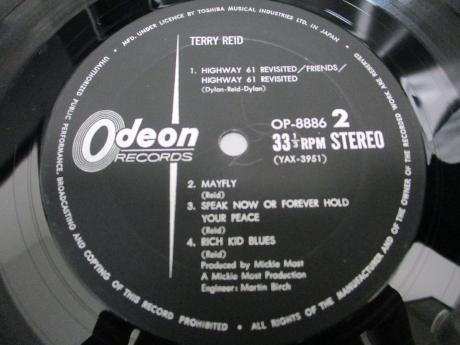 MFD. UNDER LICENCE BY TOSHIBA MUSICAL INDUSTRIES LTD. IN JAPAN
TERRY REID
1. HIGHWAY 61 REVISITED/FRIENDS/
HIGHWAY 61 REVISITED
(Dylan-Reid-Dylan)
Odeon
RECORDS
OP-8886 2
33⅓ RPM STEREO
(YAX-3951)
2. MAYFLY
(Reid)
3. SPEAK NOW OR FOREVER HOLD
YOUR PEACE
(Reid)
4. RICH KID BLUES
(Reid)
Produced by Mickie Most
A Mickie Most Production
Engineer: Martin Birch
UNAUTHORIZED PUBLIC PERFORMANCE, BROADCASTING AND COPYING OF THIS RECORD PROHIBITED • ALL RIGHTS OF THE MANUFACTURER AND OF THE OWNER OF THE RECORDED WORK ARE RESERVED